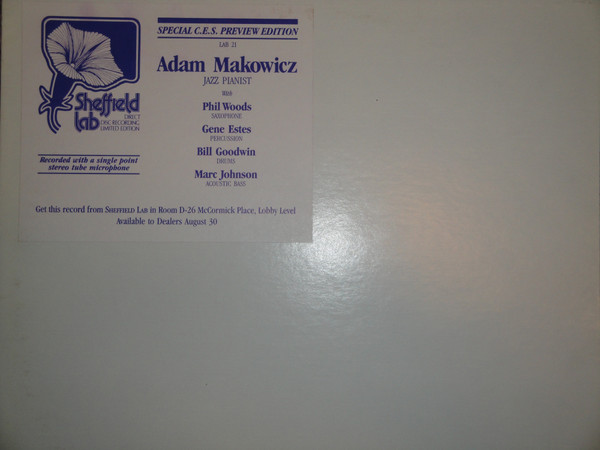 SPECIAL C.E.S. PREVIEW EDITION
LAB 21
Adam Makowicz
JAZZ PIANIST
With
Phil Woods
SAXOPHONE
Gene Estes
PERCUSSION
Bill Goodwin
DRUMS
Marc Johnson
ACOUSTIC BASS
Sheffield
Lab
DIRECT
DISC RECORDING
LIMITED EDITION
Recorded with a single point
stereo tube microphone
Get this record from SHEFFIELD LAB in Room D-26 McCormick Place, Lobby Level
Available to Dealers August 30